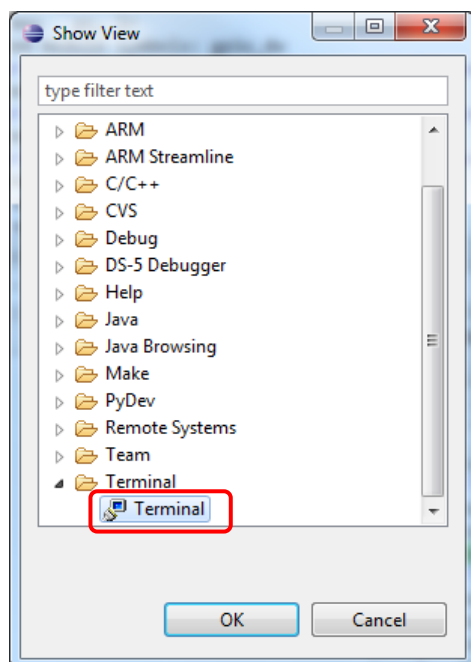 Show View
type filter text
ARM
ARM Streamline
C/C++
CVS
Debug
DS-5 Debugger
Help
Java
Java Browsing
Make
PyDev
Remote Systems
Team
Terminal
Terminal
OK Cancel